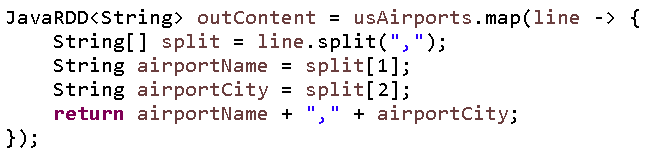 JavaRDD<String> outContent = usAirports.map(line -> {
    String[] split = line.split(",");
    String airportName = split[1];
    String airportCity = split[2];
    return airportName + "," + airportCity;
});